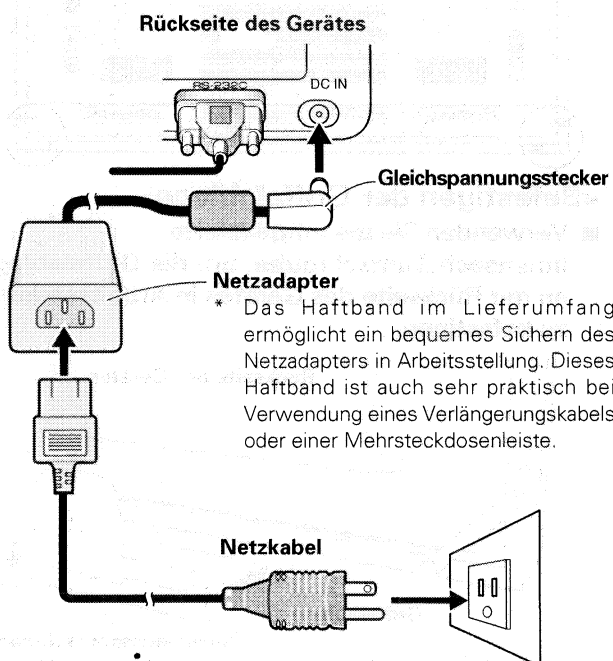 Rückseite des Gerätes
RS-232C
DC IN
Gleichspannungsstecker
Netzadapter
* Das Haftband im Lieferumfang
ermöglicht ein bequemes Sichern des
Netzadapters in Arbeitsstellung. Dieses
Haftband ist auch sehr praktisch bei
Verwendung eines Verlängerungskabels
oder einer Mehrsteckdosenleiste.
Netzkabel